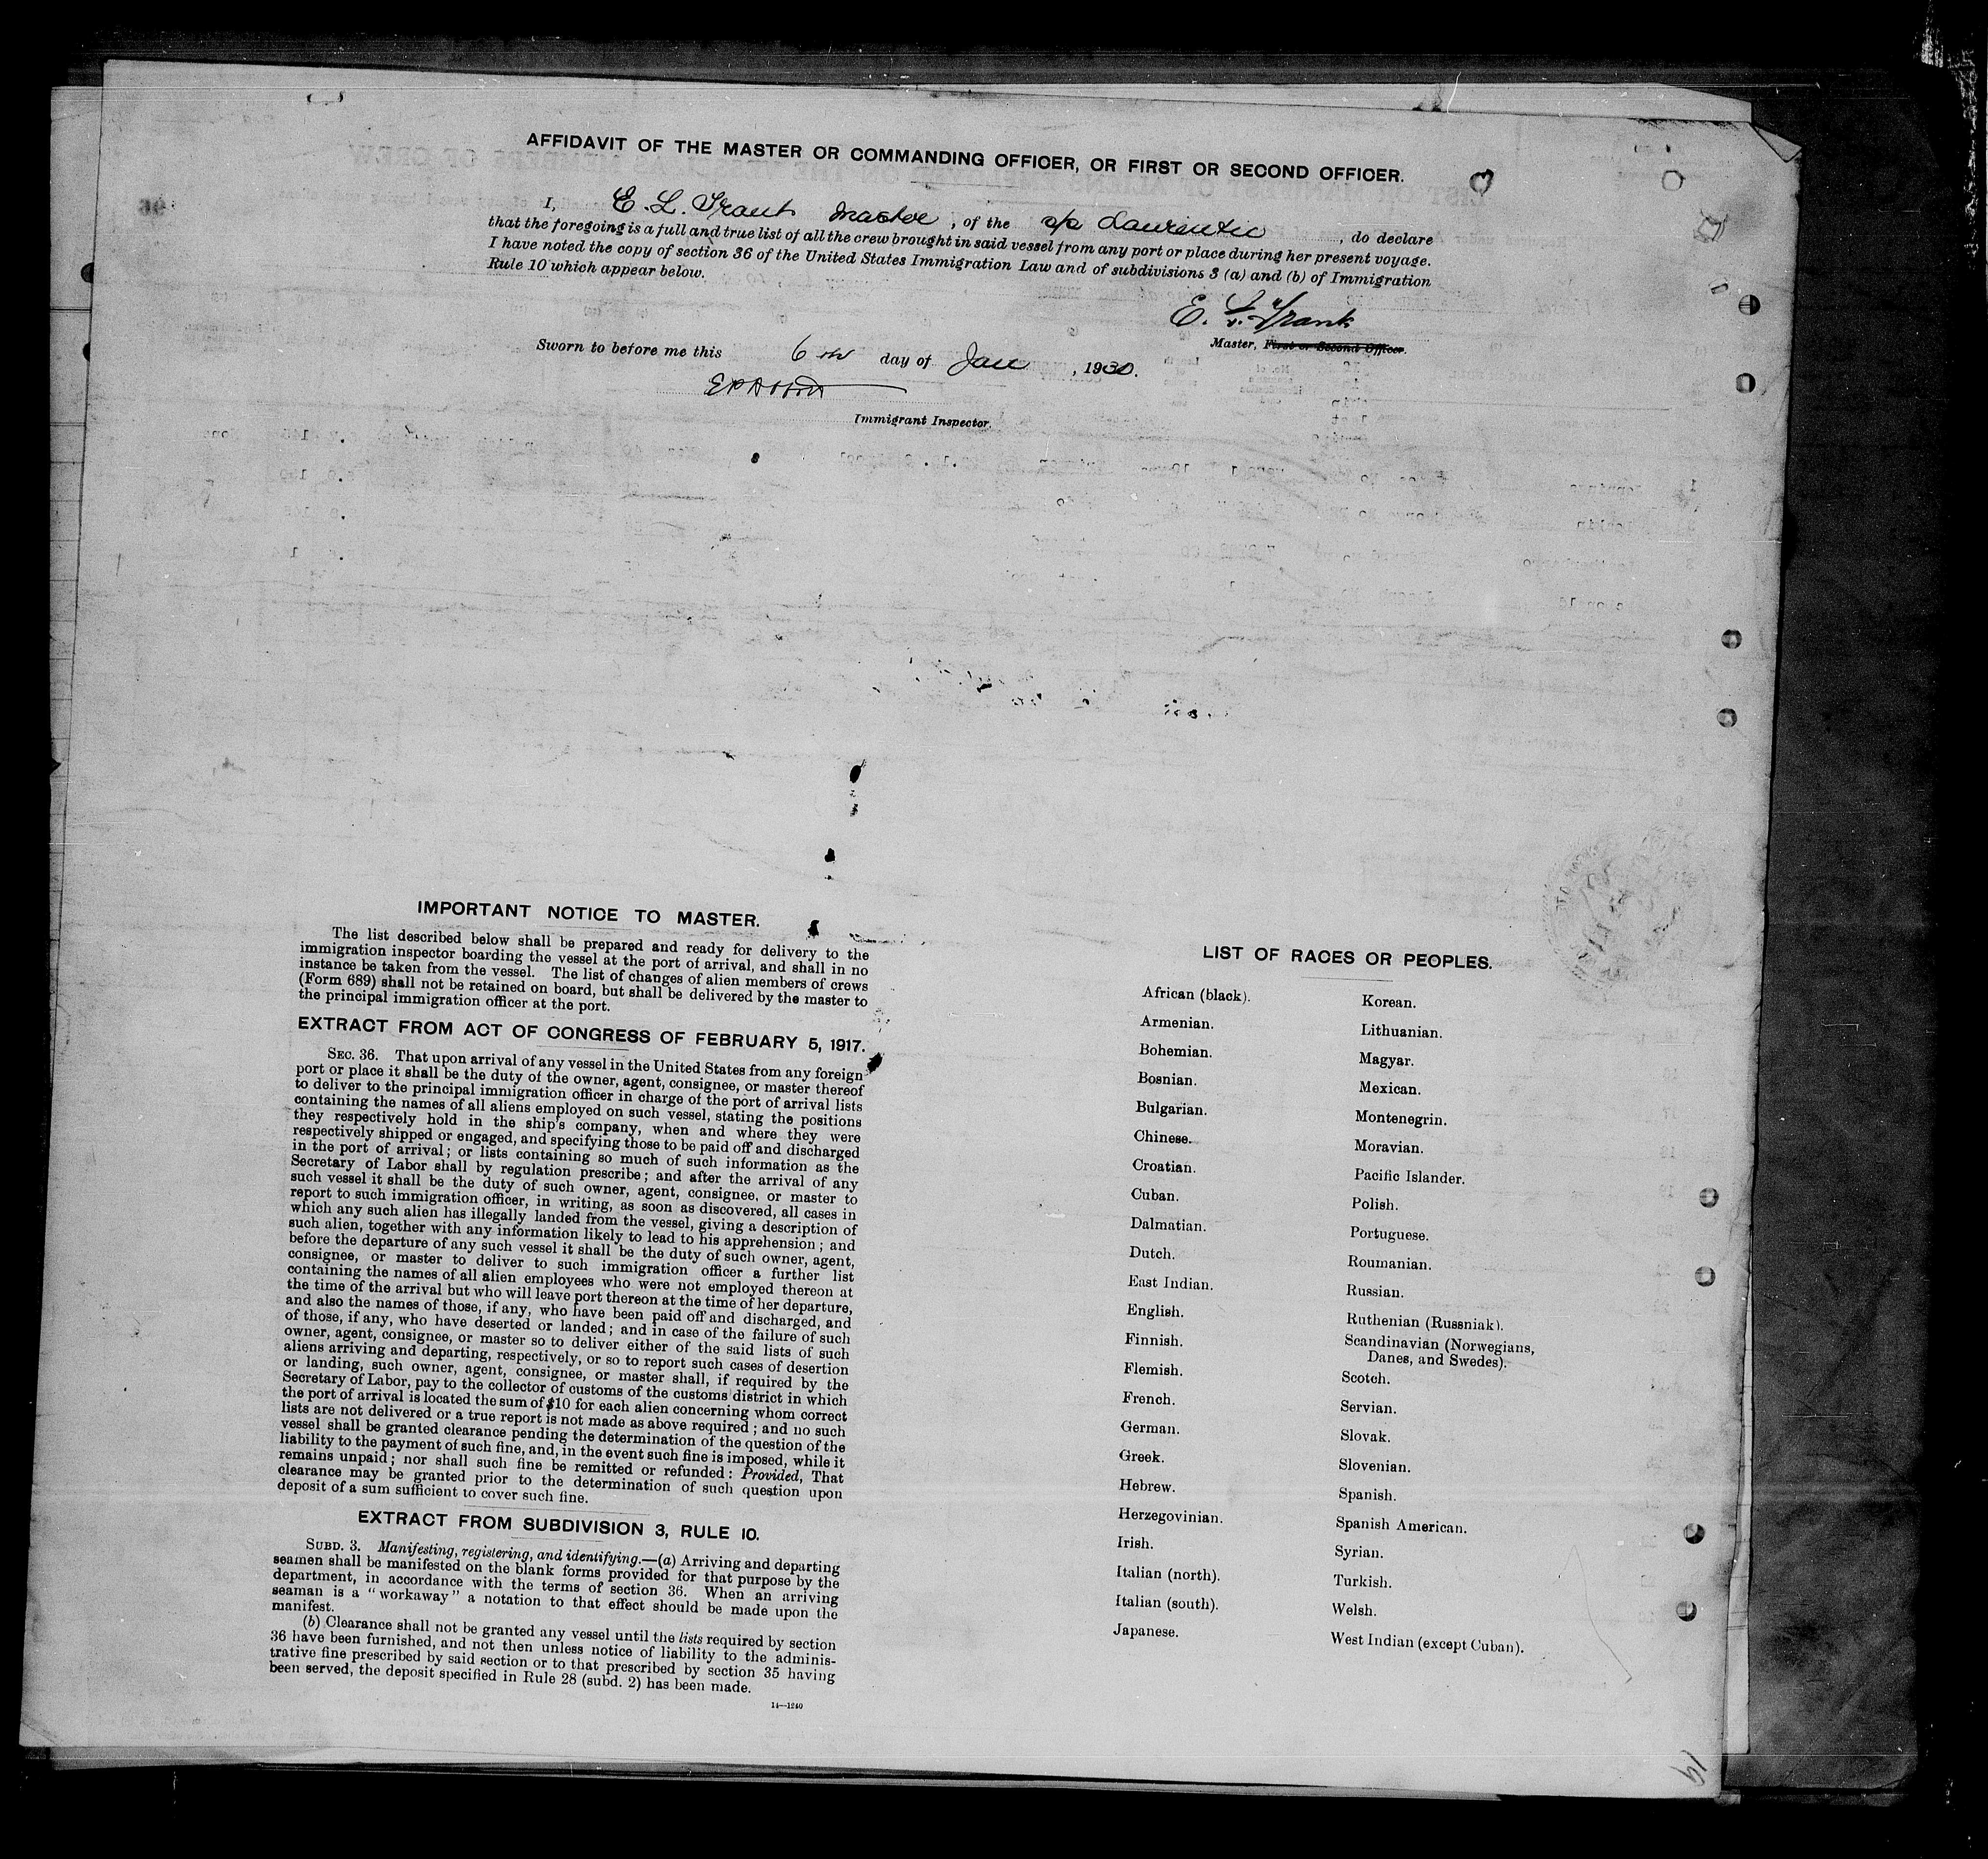 AFFIDAVIT OF THE MASTER OR COMMANDING OFFICER, OR FIRST OR SECOND OFFICER.
I, E. L. Trant Master, of the s/s Laurentic, do declare
that the foregoing is a full and true list of all the crew brought in said vessel from any port or place during her present voyage.
I have noted the copy of section 36 of the United States Immigration Law and of subdivisions 3 (a) and (b) of Immigration
Rule 10 which appear below.
E. L. Trant
Master, First or Second Officer.
Sworn to before me this 6th day of Jan, 1930.
Immigrant Inspector.
IMPORTANT NOTICE TO MASTER.
The list described below shall be prepared and ready for delivery to the
immigration inspector boarding the vessel at the port of arrival, and shall in no
instance be taken from the vessel. The list of changes of alien members of crews
(Form 689) shall not be retained on board, but shall be delivered by the master to
the principal immigration officer at the port.
EXTRACT FROM ACT OF CONGRESS OF FEBRUARY 5, 1917.
SEC. 36. That upon arrival of any vessel in the United States from any foreign
port or place it shall be the duty of the owner, agent, consignee, or master thereof
to deliver to the principal immigration officer in charge of the port of arrival lists
containing the names of all aliens employed on such vessel, stating the positions
they respectively hold in the ship's company, when and where they were
respectively shipped or engaged, and specifying those to be paid off and discharged
in the port of arrival; or lists containing so much of such information as the
Secretary of Labor shall by regulation prescribe; and after the arrival of any
such vessel it shall be the duty of such owner, agent, consignee, or master to
report to such immigration officer, in writing, as soon as discovered, all cases in
which any such alien has illegally landed from the vessel, giving a description of
such alien, together with any information likely to lead to his apprehension; and
before the departure of any such vessel it shall be the duty of such owner, agent,
consignee, or master to deliver to such immigration officer a further list
containing the names of all alien employees who were not employed thereon at
the time of the arrival but who will leave port thereon at the time of her departure,
and also the names of those, if any, who have been paid off and discharged, and
of those, if any, who have deserted or landed; and in case of the failure of such
owner, agent, consignee, or master so to deliver either of the said lists of such
aliens arriving and departing, respectively, or so to report such cases of desertion
or landing, such owner, agent, consignee, or master shall, if required by the
Secretary of Labor, pay to the collector of customs of the customs district in which
the port of arrival is located the sum of $10 for each alien concerning whom correct
lists are not delivered or a true report is not made as above required; and no such
vessel shall be granted clearance pending the determination of the question of the
liability to the payment of such fine, and, in the event such fine is imposed, while it
remains unpaid; nor shall such fine be remitted or refunded: Provided, That
clearance may be granted prior to the determination of such question upon
deposit of a sum sufficient to cover such fine.
EXTRACT FROM SUBDIVISION 3, RULE 10.
SUBD. 3. Manifesting, registering, and identifying.—(a) Arriving and departing
seamen shall be manifested on the blank forms provided for that purpose by the
department, in accordance with the terms of section 36. When an arriving
seaman is a "workaway" a notation to that effect should be made upon the
manifest.
(b) Clearance shall not be granted any vessel until the lists required by section
36 have been furnished, and not then unless notice of liability to the adminis-
trative fine prescribed by said section or to that prescribed by section 35 having
been served, the deposit specified in Rule 28 (subd. 2) has been made.
14—1240
LIST OF RACES OR PEOPLES.
African (black).
Armenian.
Bohemian.
Bosnian.
Bulgarian.
Chinese.
Croatian.
Cuban.
Dalmatian.
Dutch.
East Indian.
English.
Finnish.
Flemish.
French.
German.
Greek.
Hebrew.
Herzegovinian.
Irish.
Italian (north).
Italian (south).
Japanese.
Korean.
Lithuanian.
Magyar.
Mexican.
Montenegrin.
Moravian.
Pacific Islander.
Polish.
Portuguese.
Roumanian.
Russian.
Ruthenian (Russniak).
Scandinavian (Norwegians,
Danes, and Swedes).
Scotch.
Servian.
Slovak.
Slovenian.
Spanish.
Spanish American.
Syrian.
Turkish.
Welsh.
West Indian (except Cuban).